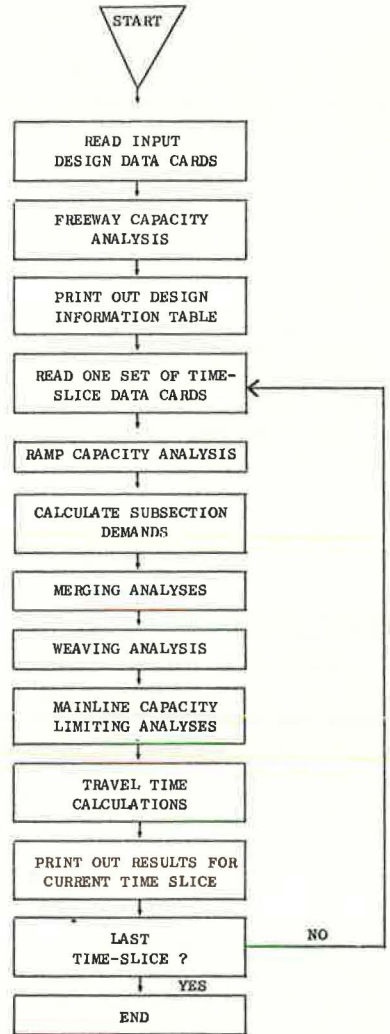 START
READ INPUT
DESIGN DATA CARDS
FREEWAY CAPACITY
ANALYSIS
PRINT OUT DESIGN
INFORMATION TABLE
READ ONE SET OF TIME-
SLICE DATA CARDS
RAMP CAPACITY ANALYSIS
CALCULATE SUBSECTION
DEMANDS
MERGING ANALYSES
WEAVING ANALYSIS
MAINLINE CAPACITY
LIMITING ANALYSES
TRAVEL TIME
CALCULATIONS
PRINT OUT RESULTS FOR
CURRENT TIME SLICE
LAST
TIME-SLICE ?
NO
YES
END